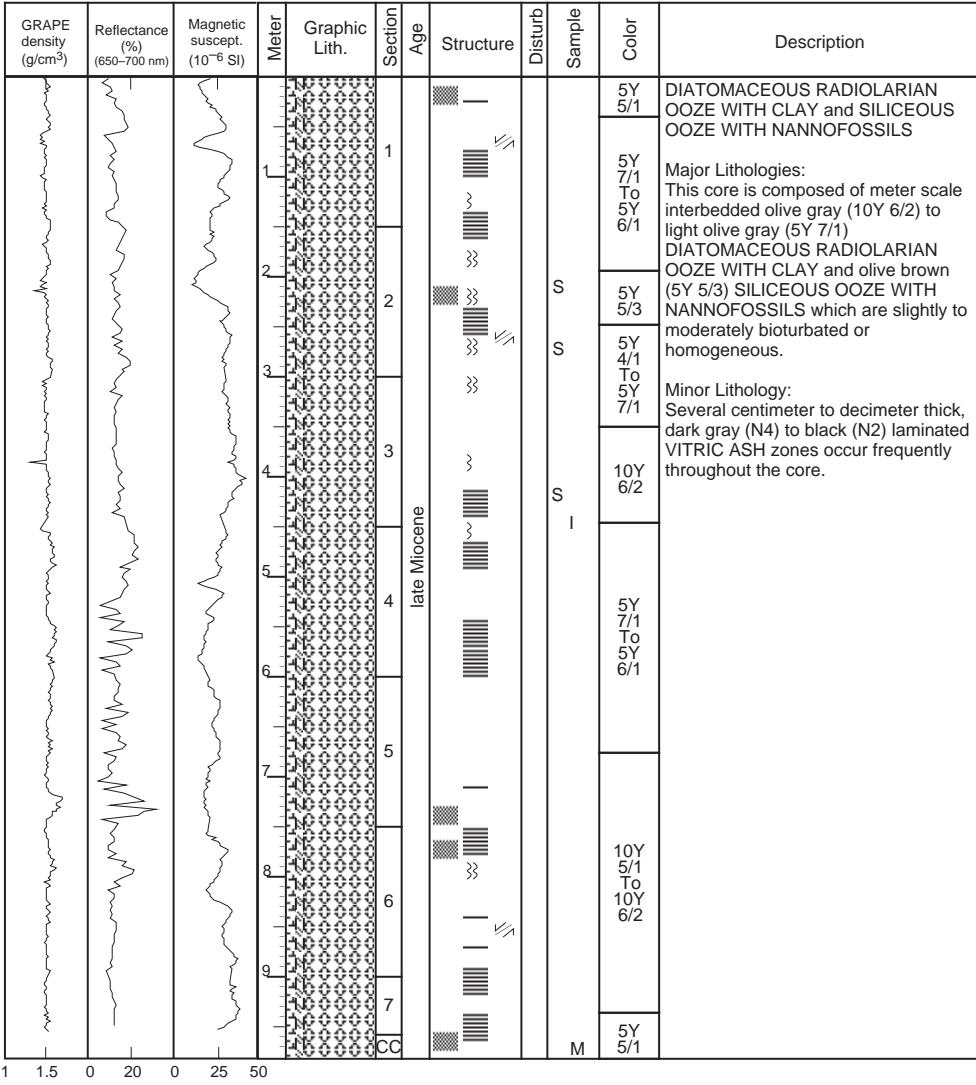 GRAPE
density
(g/cm³)
Reflectance
(%)
(650–700 nm)
Magnetic
suscept.
(10⁻⁶ SI)
Meter
Graphic
Lith.
Section
Age
Structure
Disturb
Sample
Color
Description
1
2
3
4
5
6
7
8
9
1
2
3
4
5
6
7
CC
late Miocene
S
S
S
I
M
5Y
5/1
5Y
7/1
To
5Y
6/1
5Y
5/3
5Y
4/1
To
5Y
7/1
10Y
6/2
5Y
7/1
To
5Y
6/1
10Y
5/1
To
10Y
6/2
5Y
5/1
DIATOMACEOUS RADIOLARIAN
OOZE WITH CLAY and SILICEOUS
OOZE WITH NANNOFOSSILS
Major Lithologies:
This core is composed of meter scale
interbedded olive gray (10Y 6/2) to
light olive gray (5Y 7/1)
DIATOMACEOUS RADIOLARIAN
OOZE WITH CLAY and olive brown
(5Y 5/3) SILICEOUS OOZE WITH
NANNOFOSSILS which are slightly to
moderately bioturbated or
homogeneous.
Minor Lithology:
Several centimeter to decimeter thick,
dark gray (N4) to black (N2) laminated
VITRIC ASH zones occur frequently
throughout the core.
1 1.5 0 20 0 25 50